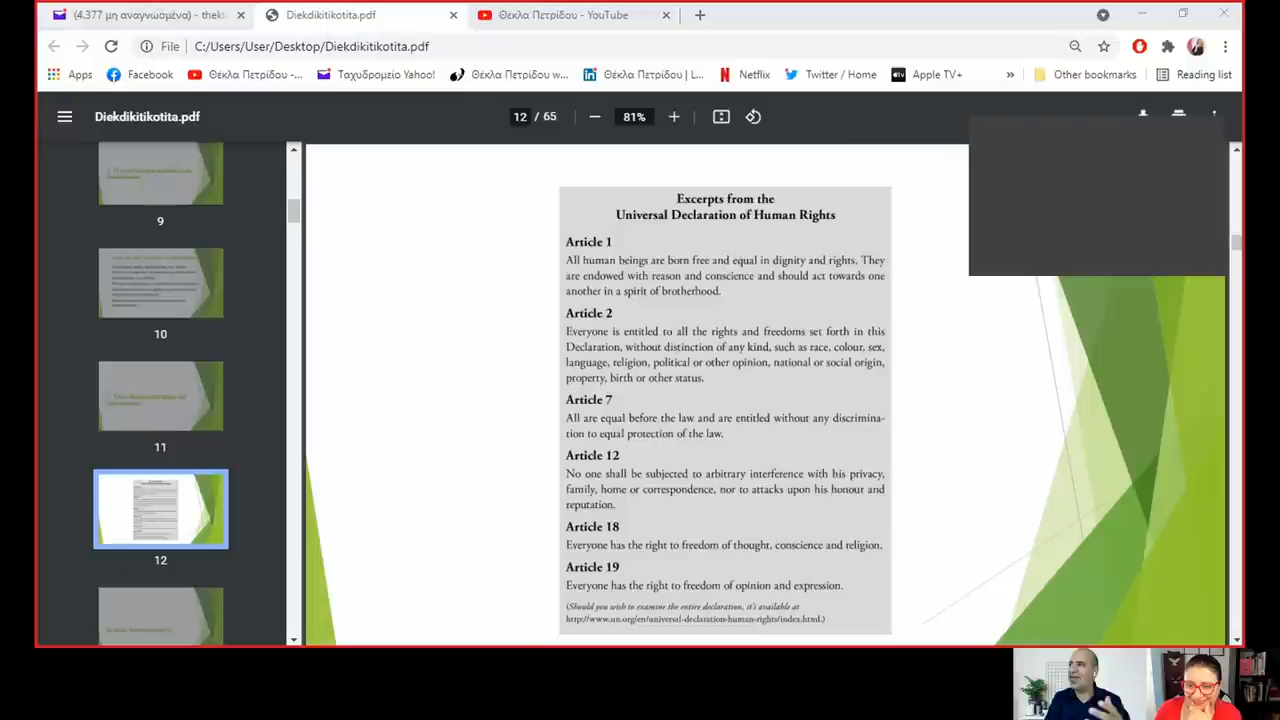 (4.377 μη αναγνωσμένα) - thekl
Diekdikitikotita.pdf
Θέκλα Πετρίδου - YouTube
File
C:/Users/User/Desktop/Diekdikitikotita.pdf
Apps
Facebook
Θέκλα Πετρίδου -...
Ταχυδρομείο Yahoo!
Θέκλα Πετρίδου w...
Θέκλα Πετρίδου | L...
Netflix
Twitter / Home
Apple TV+
»
Other bookmarks
Reading list
Diekdikitikotita.pdf
12 / 65
81%
9
10
11
12
Excerpts from the
Universal Declaration of Human Rights
Article 1
All human beings are born free and equal in dignity and rights. They
are endowed with reason and conscience and should act towards one
another in a spirit of brotherhood.
Article 2
Everyone is entitled to all the rights and freedoms set forth in this
Declaration, without distinction of any kind, such as race, colour, sex,
language, religion, political or other opinion, national or social origin,
property, birth or other status.
Article 7
All are equal before the law and are entitled without any discrimina-
tion to equal protection of the law.
Article 12
No one shall be subjected to arbitrary interference with his privacy,
family, home or correspondence, nor to attacks upon his honour and
reputation.
Article 18
Everyone has the right to freedom of thought, conscience and religion.
Article 19
Everyone has the right to freedom of opinion and expression.
(Should you wish to examine the entire declaration, it's available at
http://www.un.org/en/universal-declaration-human-rights/index.html.)